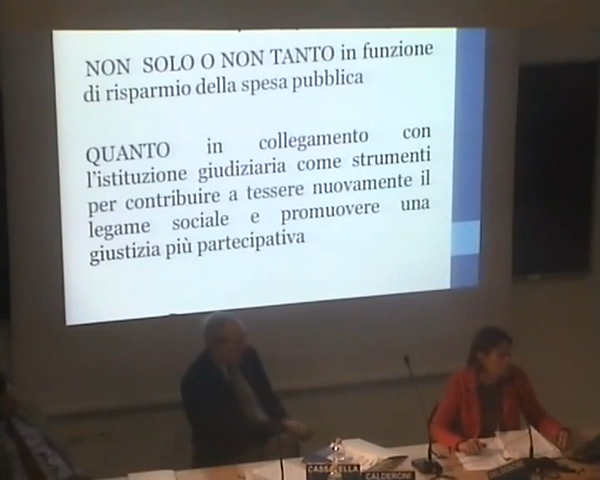 NON SOLO O NON TANTO in funzione
di risparmio della spesa pubblica
QUANTO in collegamento con
l'istituzione giudiziaria come strumenti
per contribuire a tessere nuovamente il
legame sociale e promuovere una
giustizia più partecipativa
CALDERONI